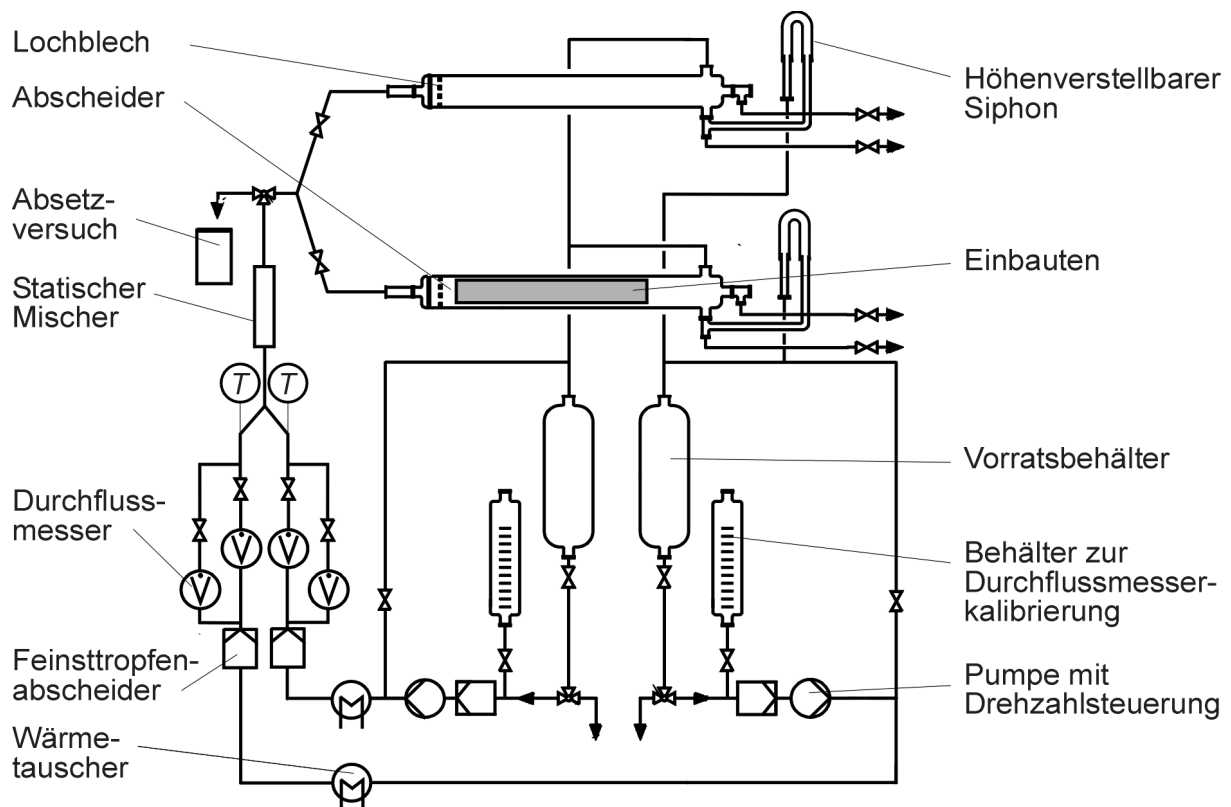 Lochblech
Abscheider
Absetz-
versuch
Statischer
Mischer
T T
Durchfluss-
messer
V̇ V̇
V̇ V̇
Feinsttropfen-
abscheider
Wärme-
tauscher
Höhenverstellbarer
Siphon
Einbauten
Vorratsbehälter
Behälter zur
Durchflussmesser-
kalibrierung
Pumpe mit
Drehzahlsteuerung